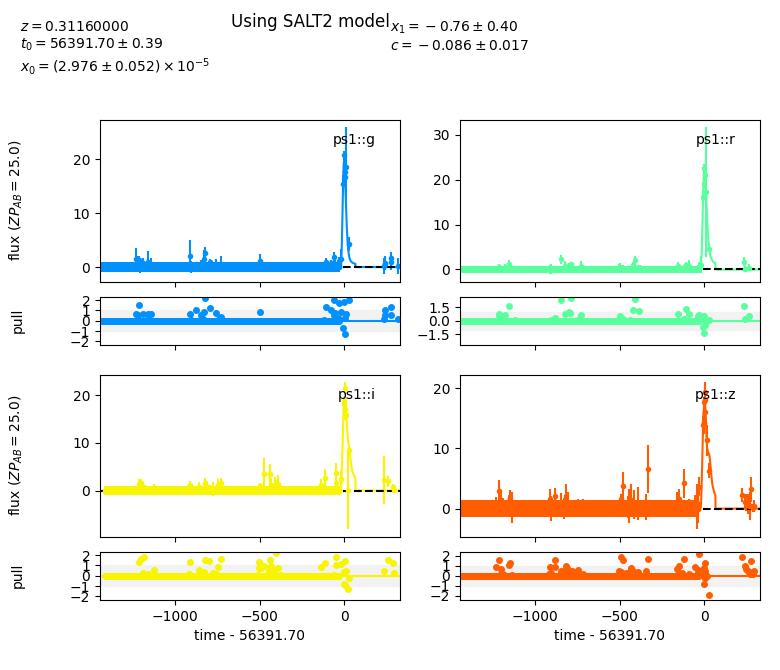 Using SALT2 model
z = 0.31160000
t₀ = 56391.70 ± 0.39
x₀ = (2.976 ± 0.052) × 10⁻⁵
x₁ = −0.76 ± 0.40
c = −0.086 ± 0.017
ps1::g
flux (ZP_AB = 25.0)
20
10
0
ps1::r
30
20
10
0
pull
2
1
0
−1
−2
1.5
0.0
−1.5
ps1::i
flux (ZP_AB = 25.0)
20
10
0
ps1::z
20
10
0
pull
2
1
0
−1
−2
2
1
0
−1
−2
−1000 −500 0
time - 56391.70
−1000 −500 0
time - 56391.70